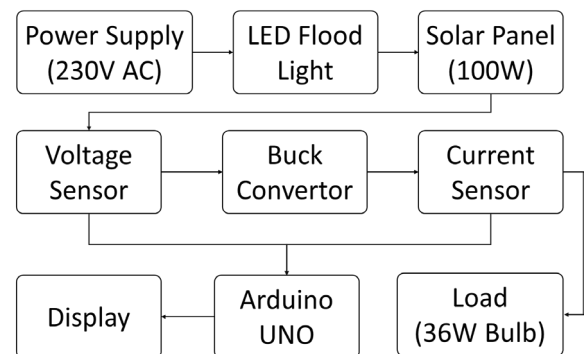 Power Supply
(230V AC)
LED Flood
Light
Solar Panel
(100W)
Voltage
Sensor
Buck
Convertor
Current
Sensor
Display
Arduino
UNO
Load
(36W Bulb)